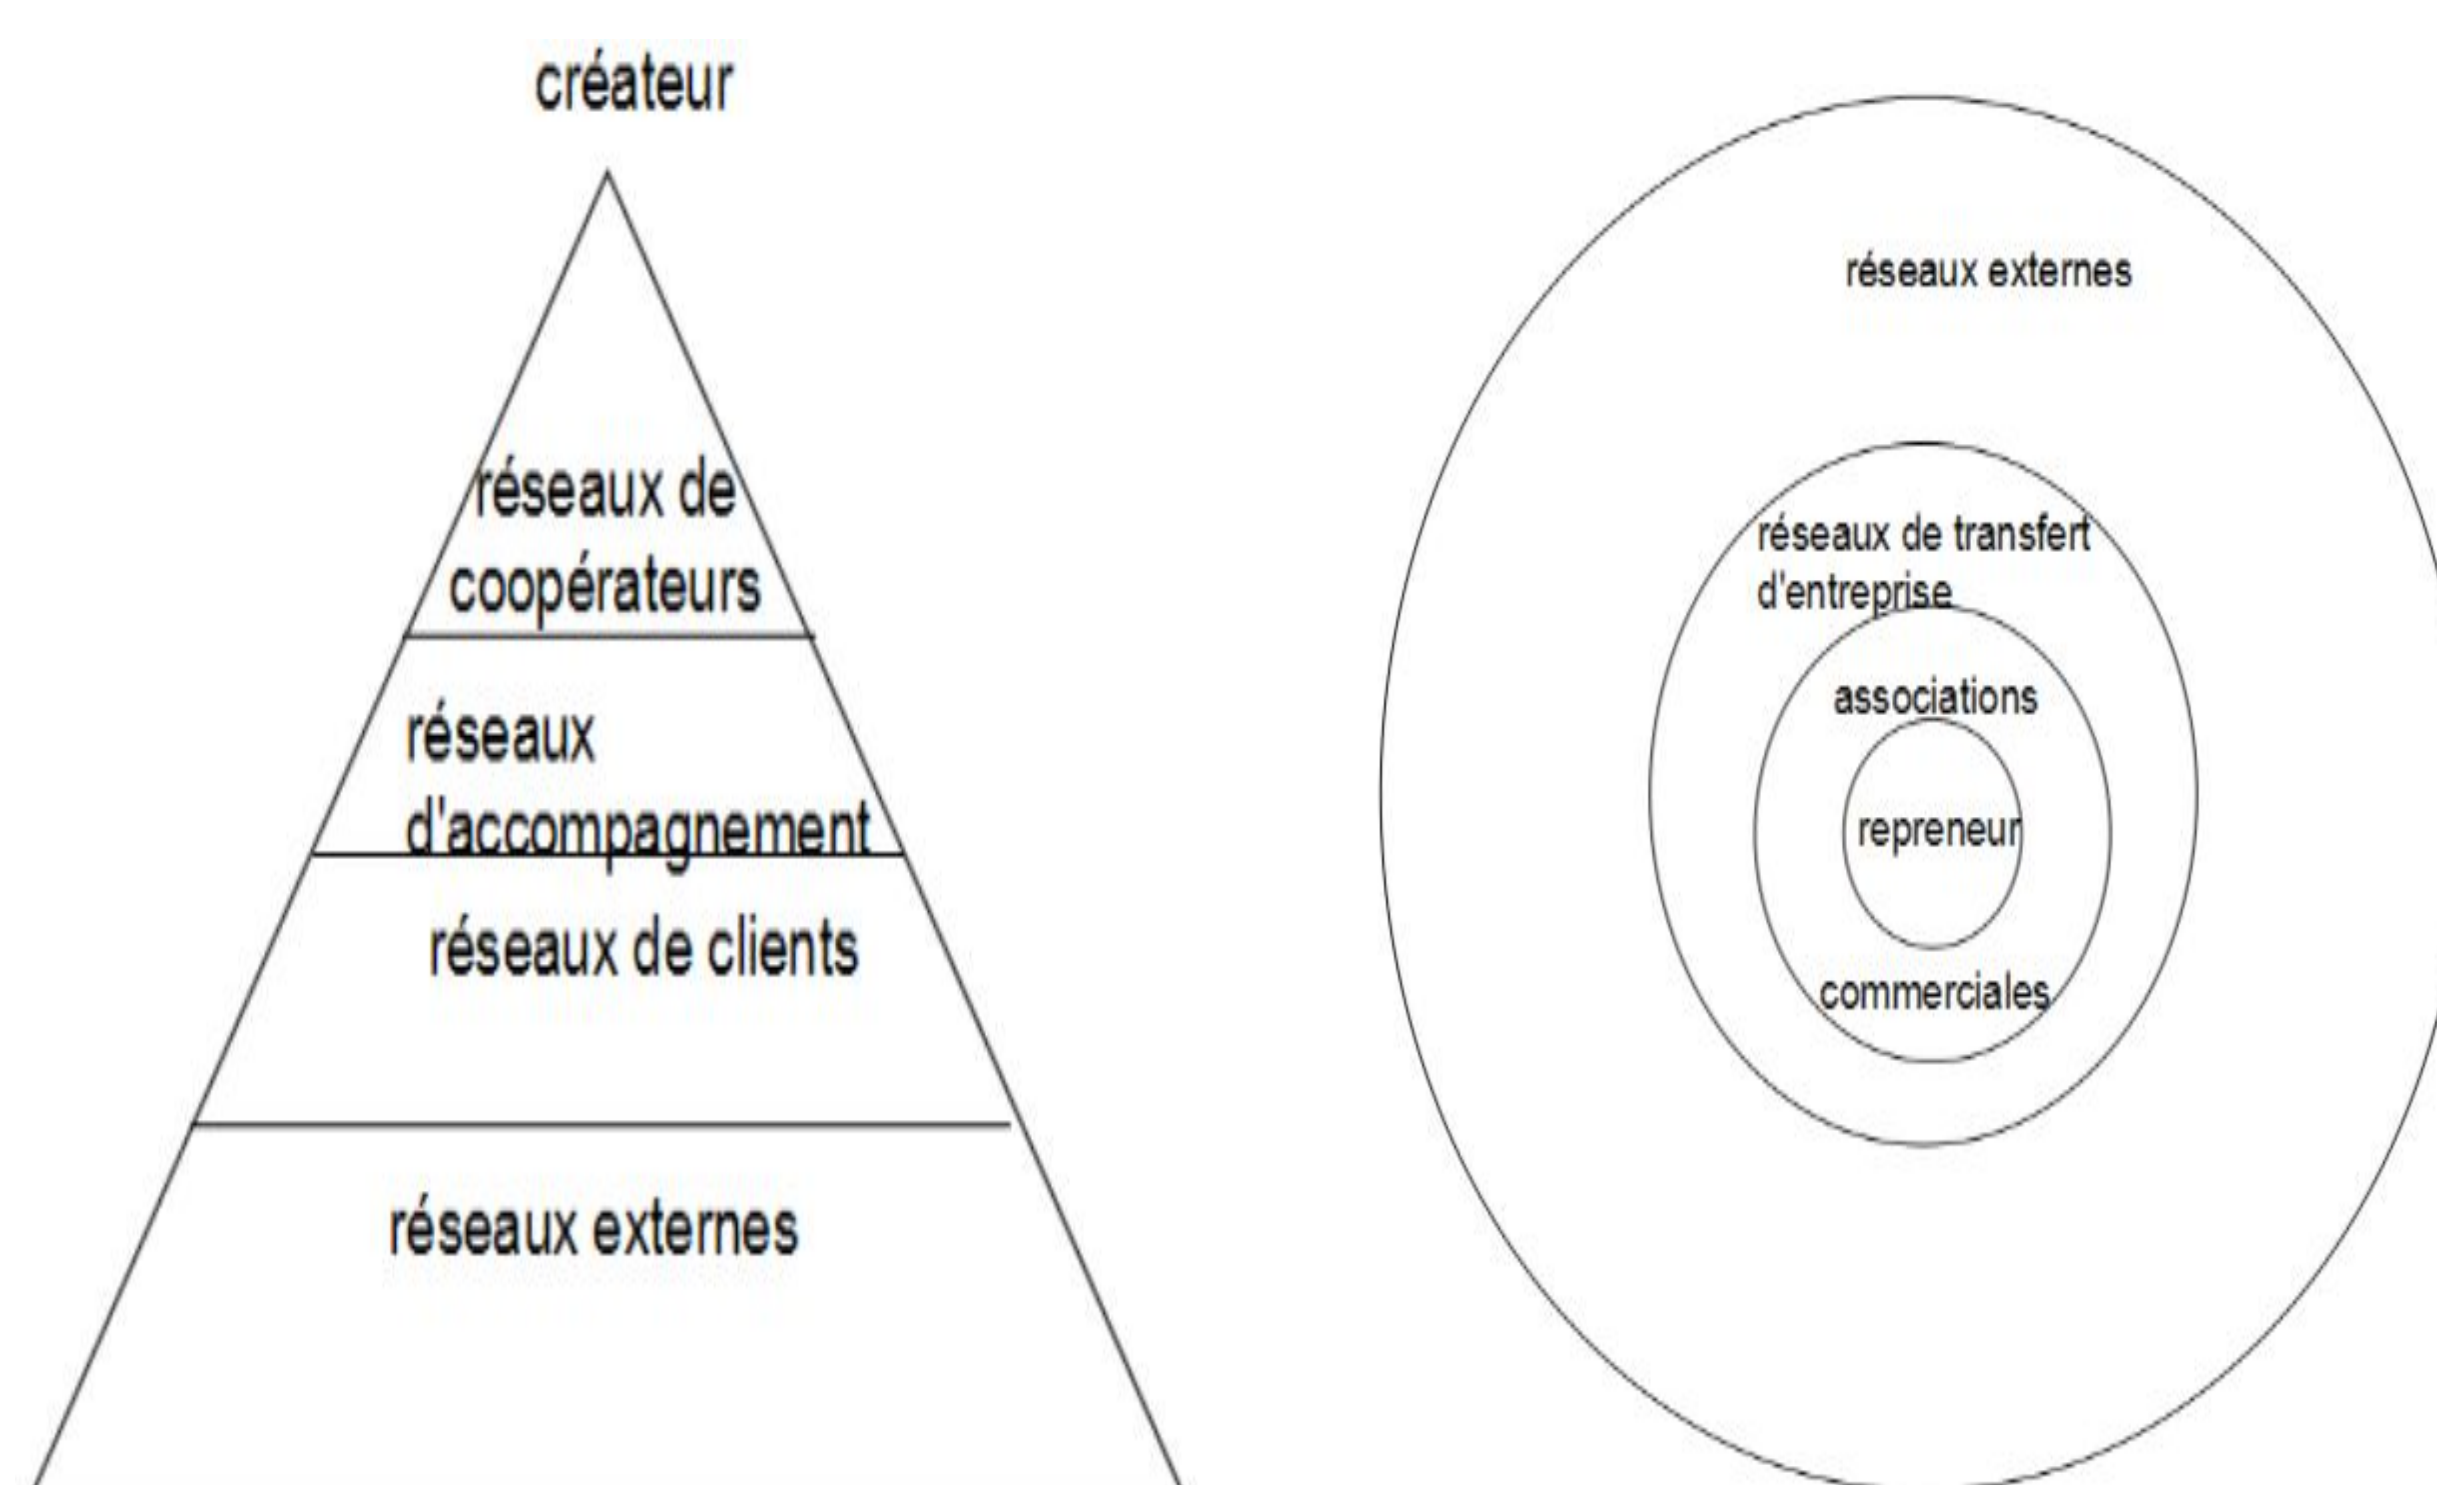 créateur
réseaux de
coopérateurs
réseaux
d'accompagnement
réseaux de clients
réseaux externes
réseaux externes
réseaux de transfert
d'entreprise
associations
repreneur
commerciales